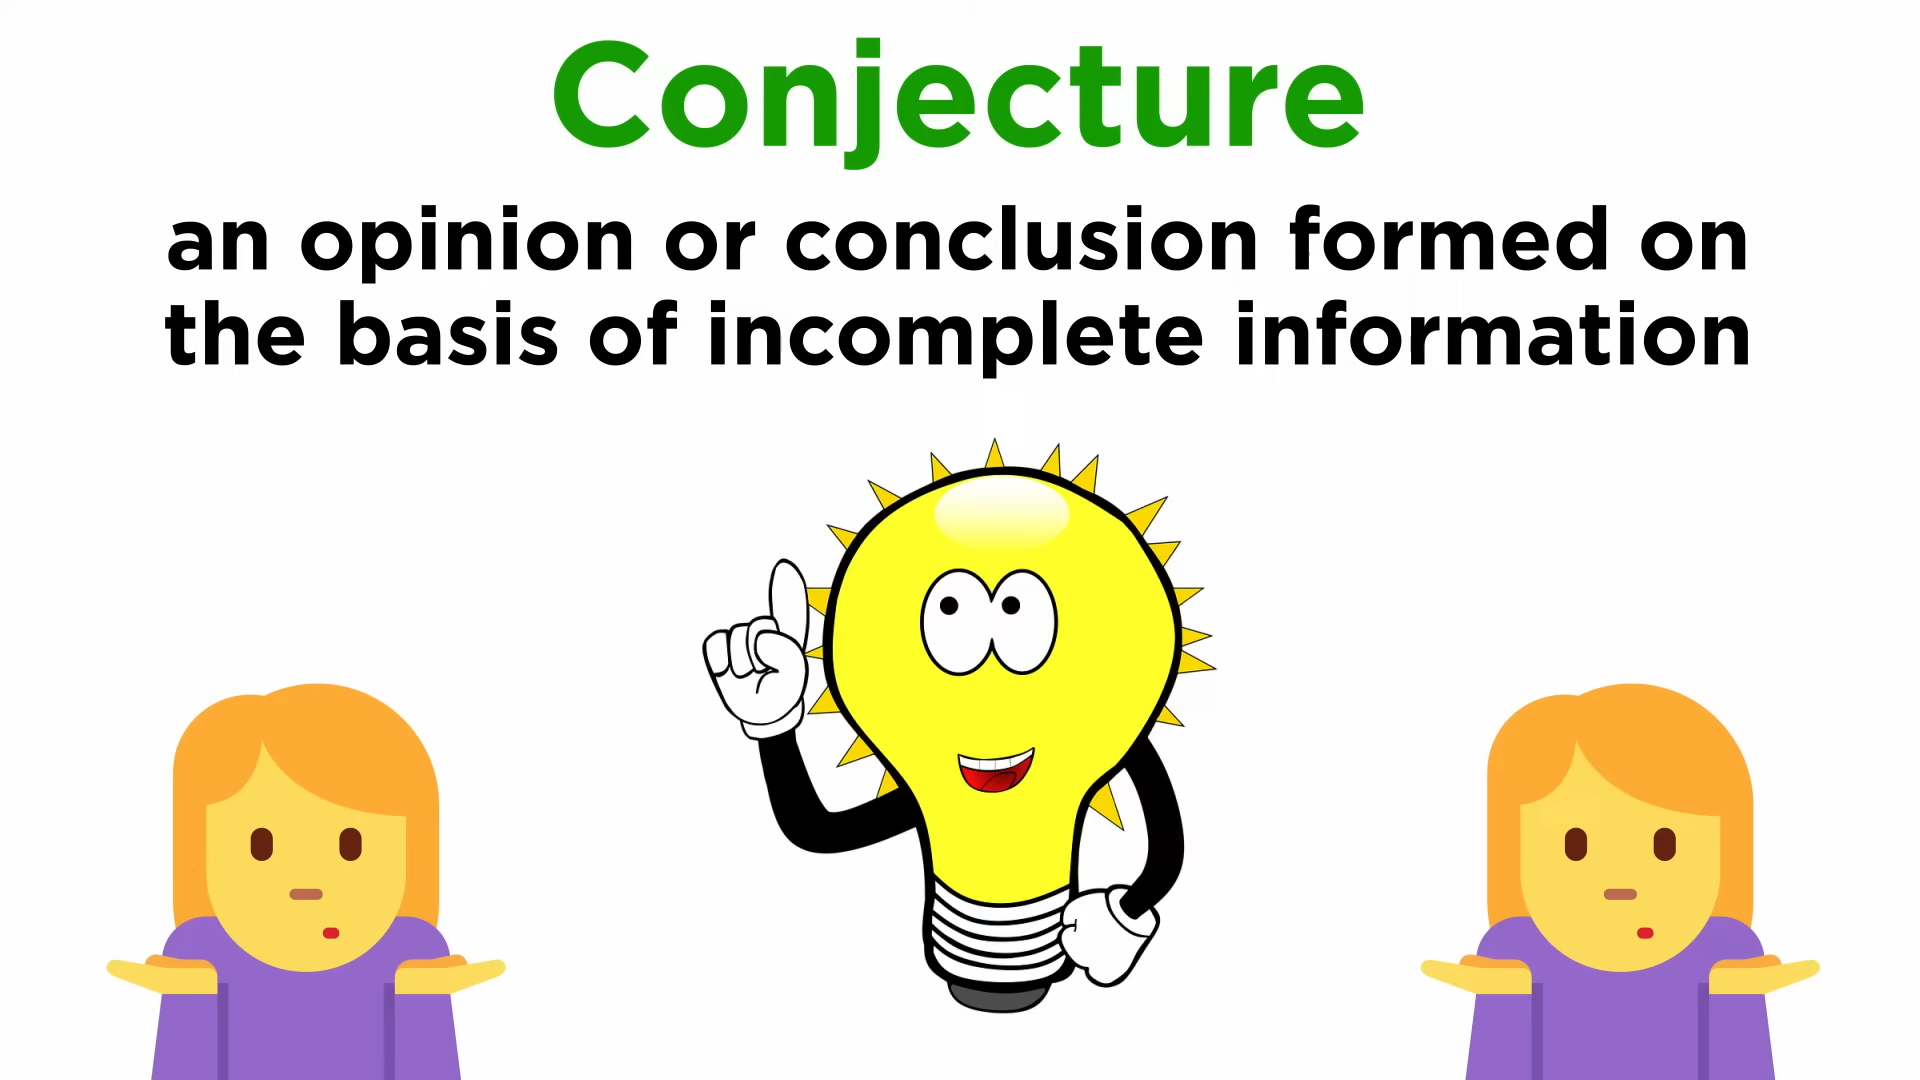 Conjecture
an opinion or conclusion formed on
the basis of incomplete information